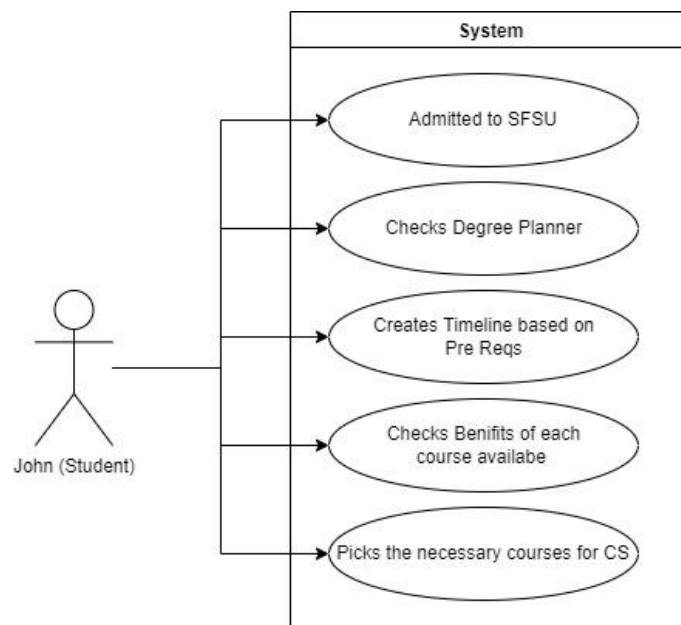 System
Admitted to SFSU
Checks Degree Planner
Creates Timeline based on
Pre Reqs
John (Student)
Checks Benifits of each
course availabe
Picks the necessary courses for CS